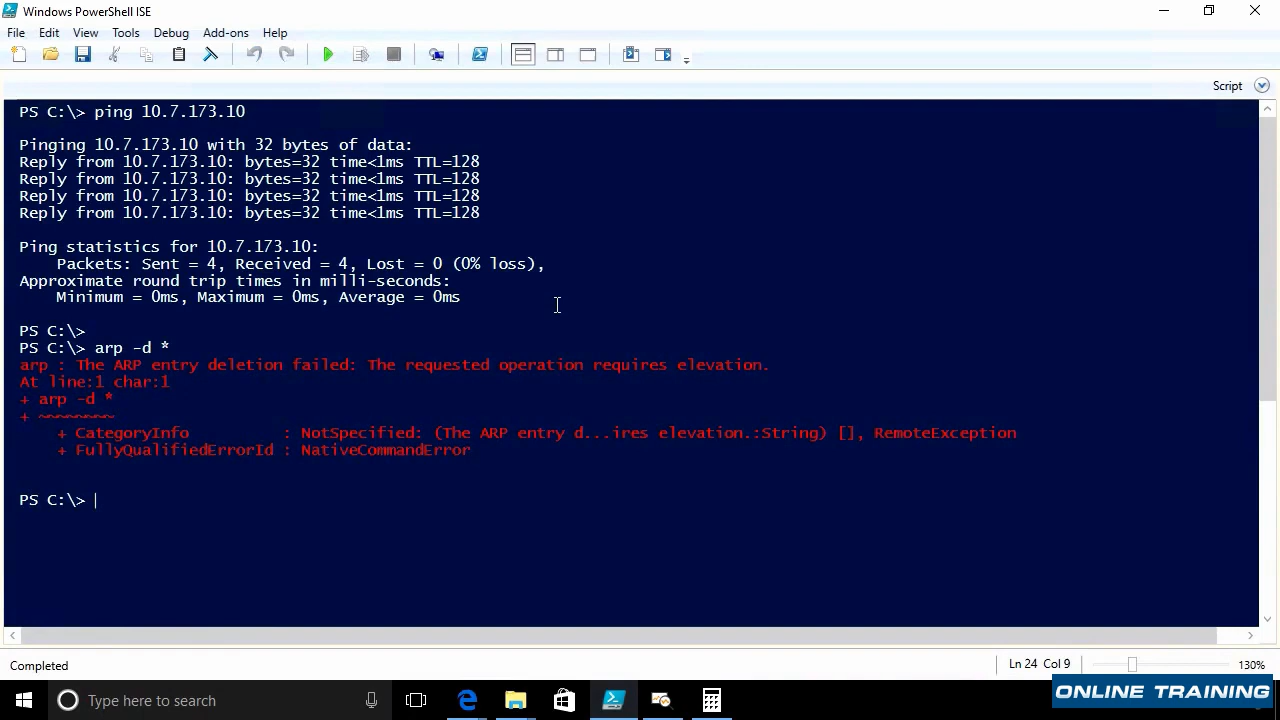 Windows PowerShell ISE
File Edit View Tools Debug Add-ons Help
Script
PS C:\> ping 10.7.173.10
Pinging 10.7.173.10 with 32 bytes of data:
Reply from 10.7.173.10: bytes=32 time<1ms TTL=128
Reply from 10.7.173.10: bytes=32 time<1ms TTL=128
Reply from 10.7.173.10: bytes=32 time<1ms TTL=128
Reply from 10.7.173.10: bytes=32 time<1ms TTL=128
Ping statistics for 10.7.173.10:
    Packets: Sent = 4, Received = 4, Lost = 0 (0% loss),
Approximate round trip times in milli-seconds:
    Minimum = 0ms, Maximum = 0ms, Average = 0ms
PS C:\>
PS C:\> arp -d *
arp : The ARP entry deletion failed: The requested operation requires elevation.
At line:1 char:1
+ arp -d *
+ ~~~~~~~~
    + CategoryInfo          : NotSpecified: (The ARP entry d...ires elevation.:String) [], RemoteException
    + FullyQualifiedErrorId : NativeCommandError
PS C:\>
Completed
Ln 24 Col 9
130%
Type here to search
ONLINE TRAINING